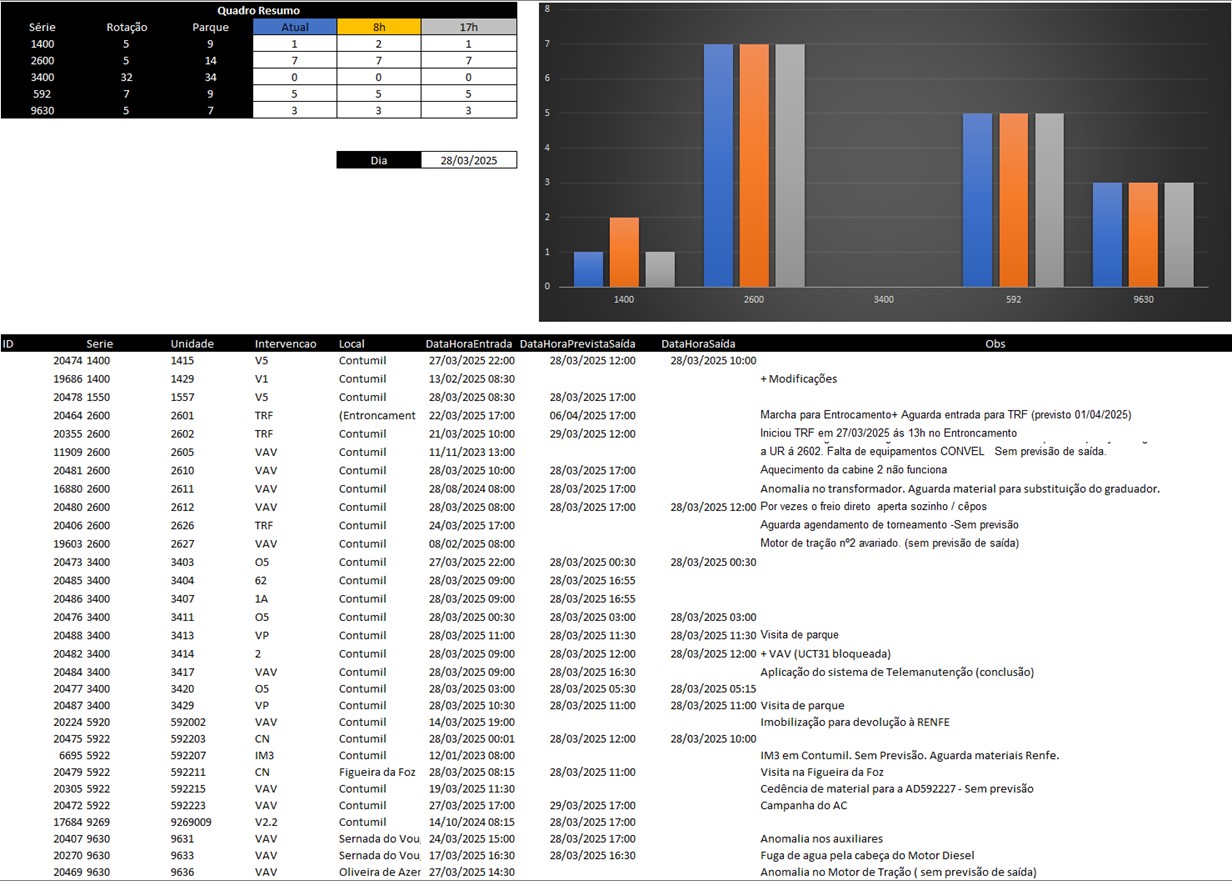 Quadro Resumo
Série Rotação Parque Atual 8h 17h
1400 5 9 1 2 1
2600 5 14 7 7 7
3400 32 34 0 0 0
592 7 9 5 5 5
9630 5 7 3 3 3
Dia 28/03/2025
8
7
6
5
4
3
2
1
0
1400 2600 3400 592 9630
ID Serie Unidade Intervencao Local DataHoraEntrada DataHoraPrevistaSaída DataHoraSaída Obs
20474 1400 1415 V5 Contumil 27/03/2025 22:00 28/03/2025 12:00 28/03/2025 10:00
19686 1400 1429 V1 Contumil 13/02/2025 08:30 + Modificações
20478 1550 1557 V5 Contumil 28/03/2025 08:30 28/03/2025 17:00
20464 2600 2601 TRF (Entroncament 22/03/2025 17:00 06/04/2025 17:00 Marcha para Entrocamento+ Aguarda entrada para TRF (previsto 01/04/2025)
20355 2600 2602 TRF Contumil 21/03/2025 10:00 29/03/2025 12:00 Iniciou TRF em 27/03/2025 ás 13h no Entroncamento
11909 2600 2605 VAV Contumil 11/11/2023 13:00 a UR á 2602. Falta de equipamentos CONVEL Sem previsão de saída.
20481 2600 2610 VAV Contumil 28/03/2025 10:00 28/03/2025 17:00 Aquecimento da cabine 2 não funciona
16880 2600 2611 VAV Contumil 28/08/2024 08:00 28/03/2025 17:00 Anomalia no transformador. Aguarda material para substituição do graduador.
20480 2600 2612 VAV Contumil 28/03/2025 08:00 28/03/2025 17:00 28/03/2025 12:00 Por vezes o freio direto aperta sozinho / cêpos
20406 2600 2626 TRF Contumil 24/03/2025 17:00 Aguarda agendamento de torneamento -Sem previsão
19603 2600 2627 VAV Contumil 08/02/2025 08:00 Motor de tração nº2 avariado. (sem previsão de saída)
20473 3400 3403 O5 Contumil 27/03/2025 22:00 28/03/2025 00:30 28/03/2025 00:30
20485 3400 3404 62 Contumil 28/03/2025 09:00 28/03/2025 16:55
20486 3400 3407 1A Contumil 28/03/2025 09:00 28/03/2025 16:55
20476 3400 3411 O5 Contumil 28/03/2025 00:30 28/03/2025 03:00 28/03/2025 03:00
20488 3400 3413 VP Contumil 28/03/2025 11:00 28/03/2025 11:30 28/03/2025 11:30 Visita de parque
20482 3400 3414 2 Contumil 28/03/2025 09:00 28/03/2025 12:00 28/03/2025 12:00 + VAV (UCT31 bloqueada)
20484 3400 3417 VAV Contumil 28/03/2025 09:00 28/03/2025 16:30 Aplicação do sistema de Telemanutenção (conclusão)
20477 3400 3420 O5 Contumil 28/03/2025 03:00 28/03/2025 05:30 28/03/2025 05:15
20487 3400 3429 VP Contumil 28/03/2025 10:30 28/03/2025 11:00 28/03/2025 11:00 Visita de parque
20224 5920 592002 VAV Contumil 14/03/2025 19:00 Imobilização para devolução à RENFE
20475 5922 592203 CN Contumil 28/03/2025 00:01 28/03/2025 12:00 28/03/2025 10:00
6695 5922 592207 IM3 Contumil 12/01/2023 08:00 IM3 em Contumil. Sem Previsão. Aguarda materiais Renfe.
20479 5922 592211 CN Figueira da Foz 28/03/2025 08:15 28/03/2025 11:00 Visita na Figueira da Foz
20305 5922 592215 VAV Contumil 19/03/2025 11:30 Cedência de material para a AD592227 - Sem previsão
20472 5922 592223 VAV Contumil 27/03/2025 17:00 29/03/2025 17:00 Campanha do AC
17684 9269 9269009 V2.2 Contumil 14/10/2024 08:15 28/03/2025 17:00
20407 9630 9631 VAV Sernada do Vou 24/03/2025 15:00 28/03/2025 17:00 Anomalia nos auxiliares
20270 9630 9633 VAV Sernada do Vou 17/03/2025 16:30 28/03/2025 16:30 Fuga de agua pela cabeça do Motor Diesel
20469 9630 9636 VAV Oliveira de Azer 27/03/2025 14:30 Anomalia no Motor de Tração ( sem previsão de saída)